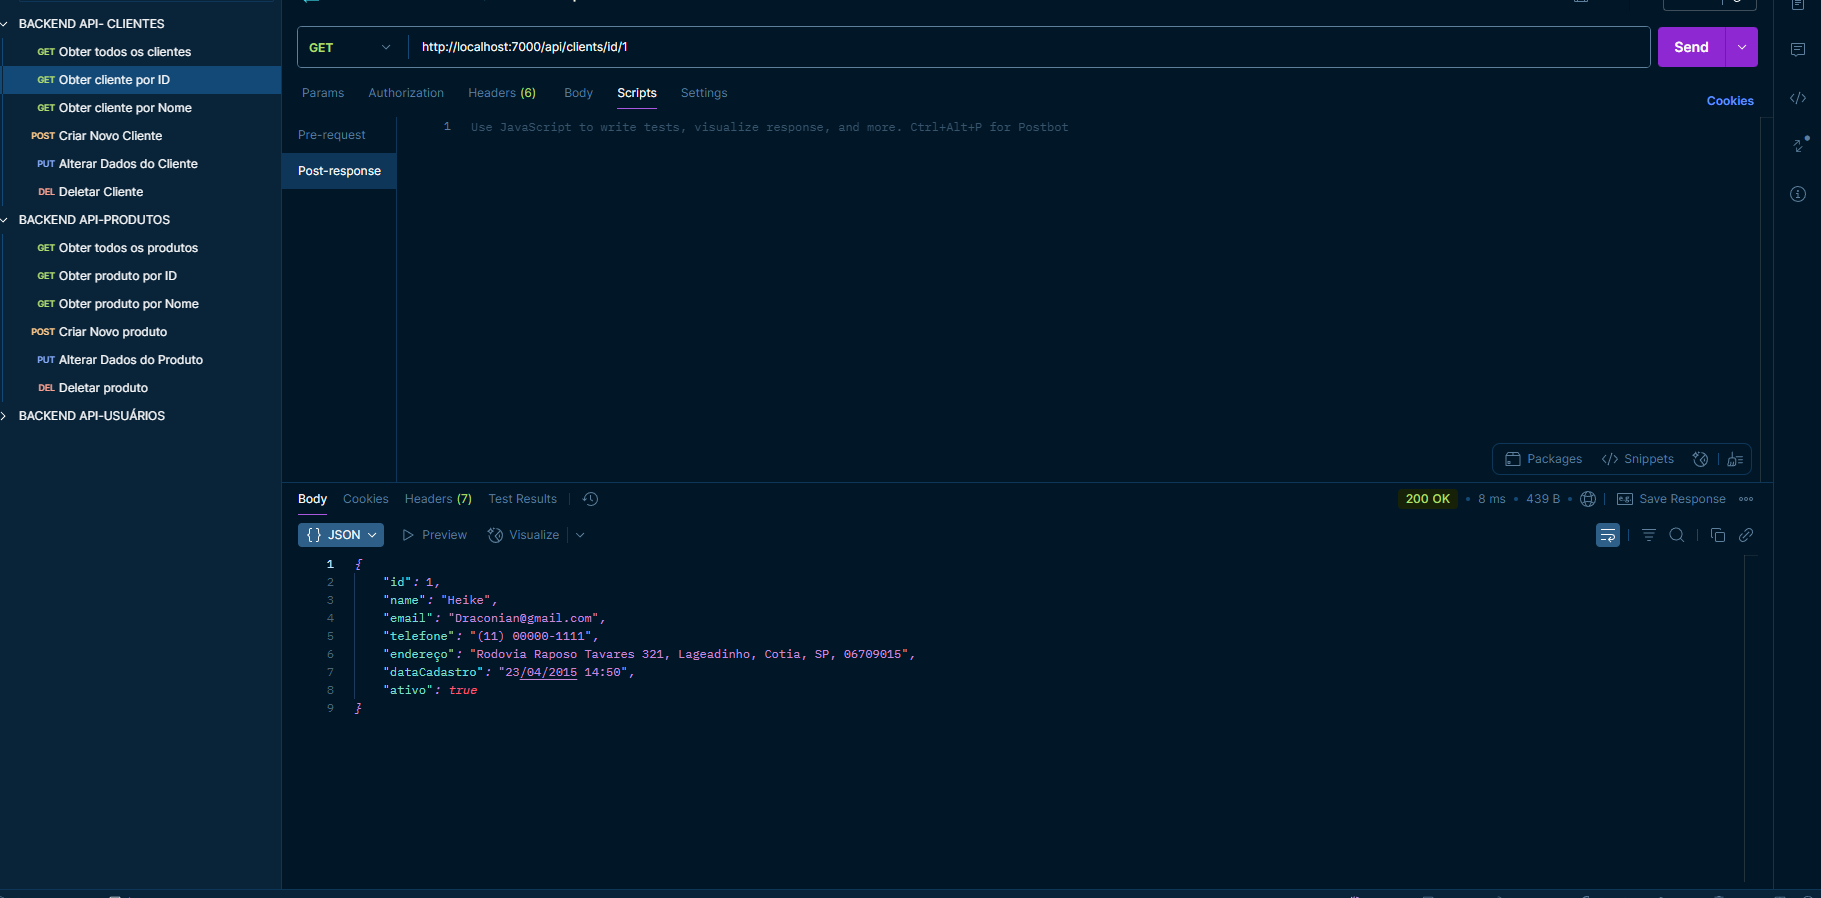 BACKEND API- CLIENTES
GET Obter todos os clientes
GET Obter cliente por ID
GET Obter cliente por Nome
POST Criar Novo Cliente
PUT Alterar Dados do Cliente
DEL Deletar Cliente
BACKEND API-PRODUTOS
GET Obter todos os produtos
GET Obter produto por ID
GET Obter produto por Nome
POST Criar Novo produto
PUT Alterar Dados do Produto
DEL Deletar produto
BACKEND API-USUÁRIOS
GET http://localhost:7000/api/clients/id/1 Send
Params Authorization Headers (6) Body Scripts Settings Cookies
Pre-request
Post-response
1 Use JavaScript to write tests, visualize response, and more. Ctrl+Alt+P for Postbot
Packages </> Snippets
Body Cookies Headers (7) Test Results 200 OK • 8 ms • 439 B • e.g. Save Response
{} JSON Preview Visualize
1 {
2 "id": 1,
3 "name": "Heike",
4 "email": "Draconian@gmail.com",
5 "telefone": "(11) 00000-1111",
6 "endereço": "Rodovia Raposo Tavares 321, Lageadinho, Cotia, SP, 06709015",
7 "dataCadastro": "23/04/2015 14:50",
8 "ativo": true
9 }